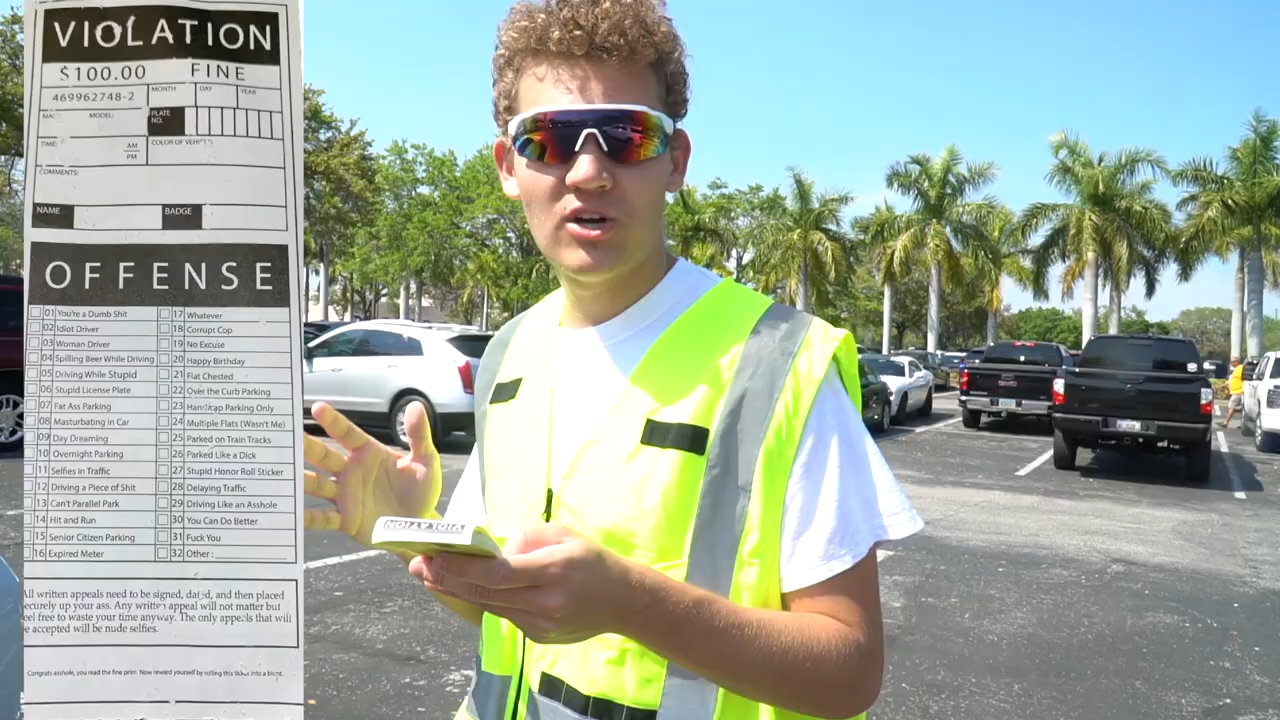 VIOLATION
$100.00 FINE
469962748-2 MONTH DAY YEAR
MODEL: PLATE NO.
TIME: AM PM COLOR OF VEHICLE
COMMENTS:
NAME BADGE
OFFENSE
01 You're a Dumb Shit 17 Whatever
02 Idiot Driver 18 Corrupt Cop
03 Woman Driver 19 No Excuse
04 Spilling Beer While Driving 20 Happy Birthday
05 Driving While Stupid 21 Flat Chested
06 Stupid License Plate 22 Over the Curb Parking
07 Fat Ass Parking 23 Handicap Parking Only
08 Masturbating in Car 24 Multiple Flats (Wasn't Me)
09 Day Dreaming 25 Parked on Train Tracks
10 Overnight Parking 26 Parked Like a Dick
11 Selfies in Traffic 27 Stupid Honor Roll Sticker
12 Driving a Piece of Shit 28 Delaying Traffic
13 Can't Parallel Park 29 Driving Like an Asshole
14 Hit and Run 30 You Can Do Better
15 Senior Citizen Parking 31 Fuck You
16 Expired Meter 32 Other :
All written appeals need to be signed, dated, and then placed
securely up your ass. Any written appeal will not matter but
feel free to waste your time anyway. The only appeals that will
be accepted will be nude selfies.
Congrats asshole, you read the fine print. Now reward yourself by rolling this ticket into a blunt.
VIOLATION